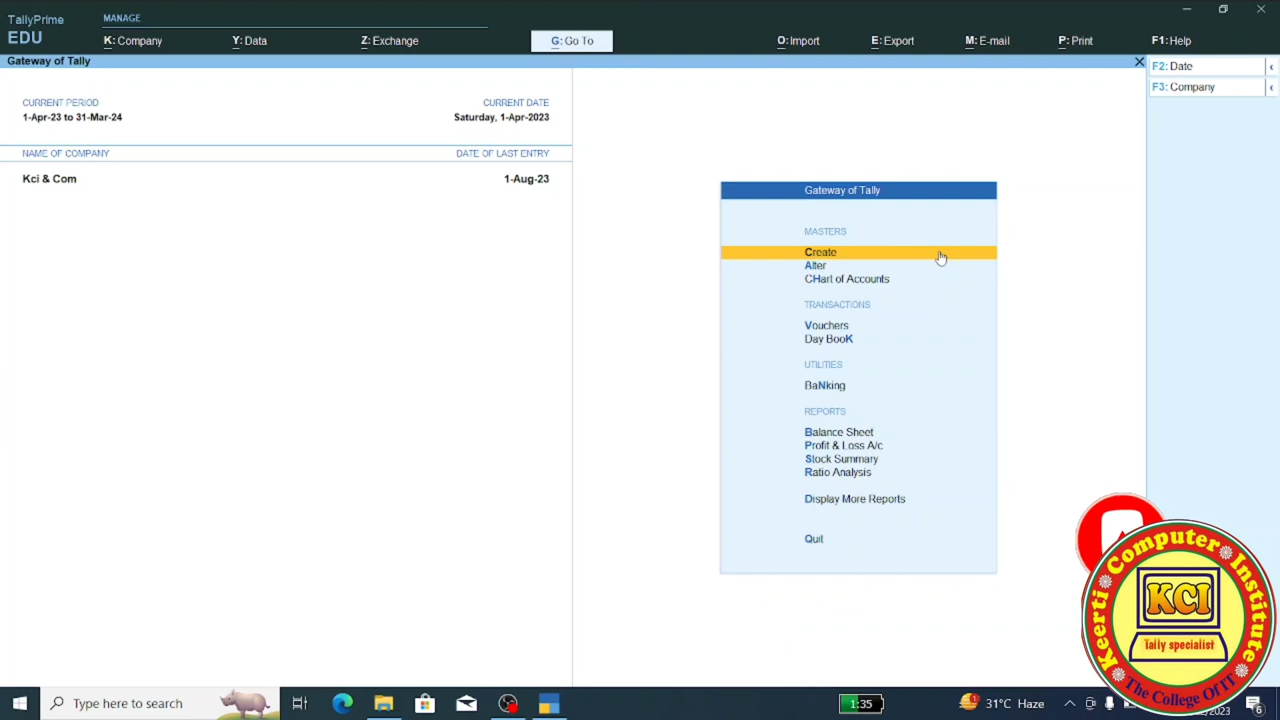 TallyPrime
EDU
MANAGE
K: Company
Y: Data
Z: Exchange
G: Go To
O: Import
E: Export
M: E-mail
P: Print
F1: Help
Gateway of Tally
F2: Date
F3: Company
CURRENT PERIOD
CURRENT DATE
1-Apr-23 to 31-Mar-24
Saturday, 1-Apr-2023
NAME OF COMPANY
DATE OF LAST ENTRY
Kci & Com
1-Aug-23
Gateway of Tally
MASTERS
Create
Alter
CHart of Accounts
TRANSACTIONS
Vouchers
Day BooK
UTILITIES
BaNking
REPORTS
Balance Sheet
Profit & Loss A/c
Stock Summary
Ratio Analysis
Display More Reports
Quit
Keerti Computer Institute
KCI
Tally specialist
The College Of IT
Type here to search
1:35
1
31°C Haze
/2023
6